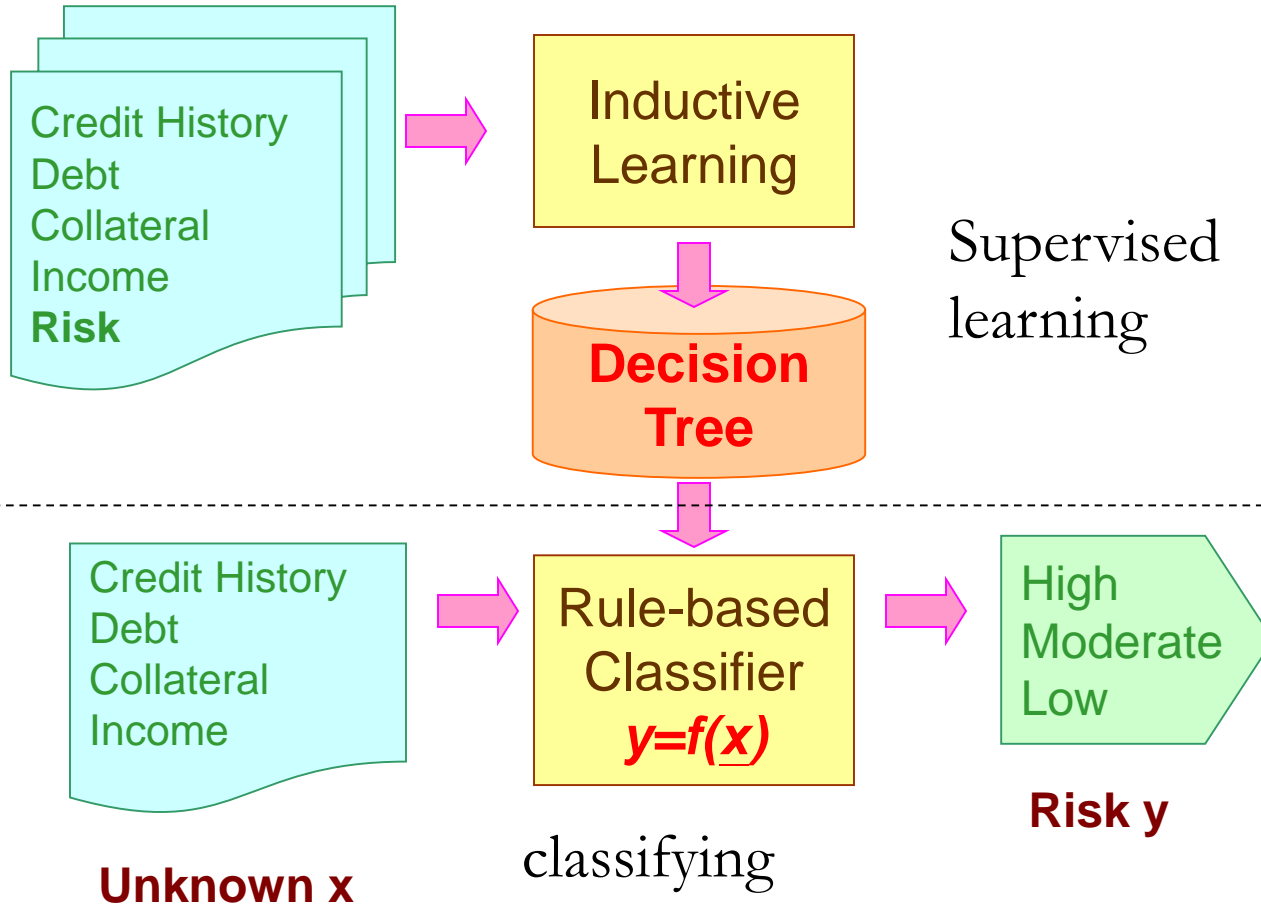 Credit History
Debt
Collateral
Income
Risk
Inductive
Learning
Supervised
learning
Decision
Tree
Credit History
Debt
Collateral
Income
Rule-based
Classifier
y=f(x)
High
Moderate
Low
Risk y
classifying
Unknown x